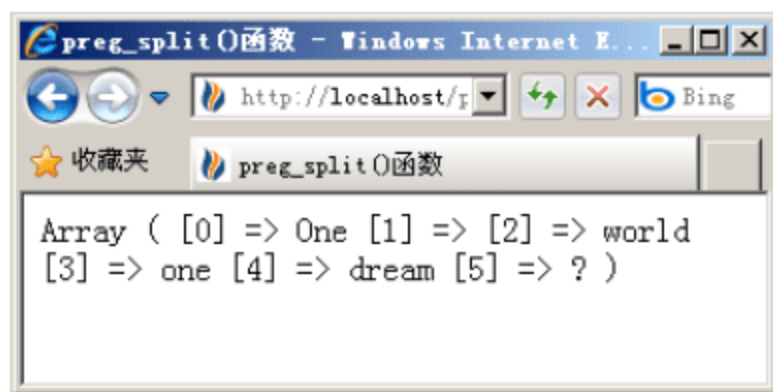 preg_split()函数 - Windows Internet E...
http://localhost/p
Bing
收藏夹
preg_split()函数
Array ( [0] => One [1] => [2] => world
[3] => one [4] => dream [5] => ? )